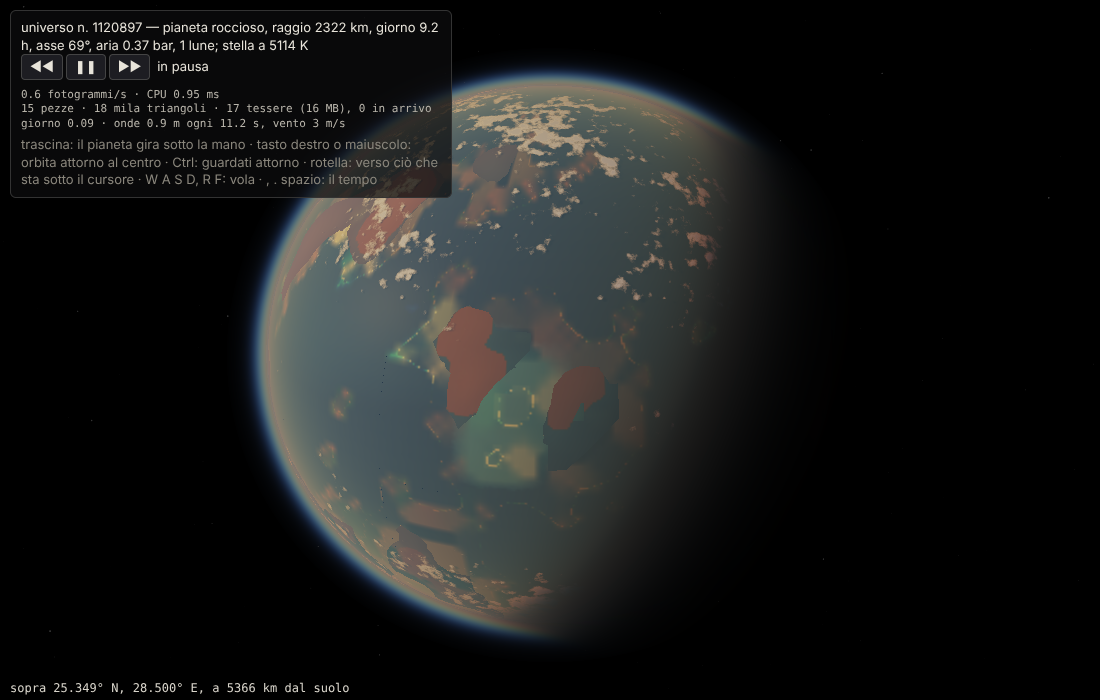 universo n. 1120897 — pianeta roccioso, raggio 2322 km, giorno 9.2
h, asse 69°, aria 0.37 bar, 1 lune; stella a 5114 K
in pausa
0.6 fotogrammi/s · CPU 0.95 ms
15 pezze · 18 mila triangoli · 17 tessere (16 MB), 0 in arrivo
giorno 0.09 · onde 0.9 m ogni 11.2 s, vento 3 m/s
trascina: il pianeta gira sotto la mano · tasto destro o maiuscolo:
orbita attorno al centro · Ctrl: guardati attorno · rotella: verso ciò che
sta sotto il cursore · W A S D, R F: vola · , . spazio: il tempo
sopra 25.349° N, 28.500° E, a 5366 km dal suolo